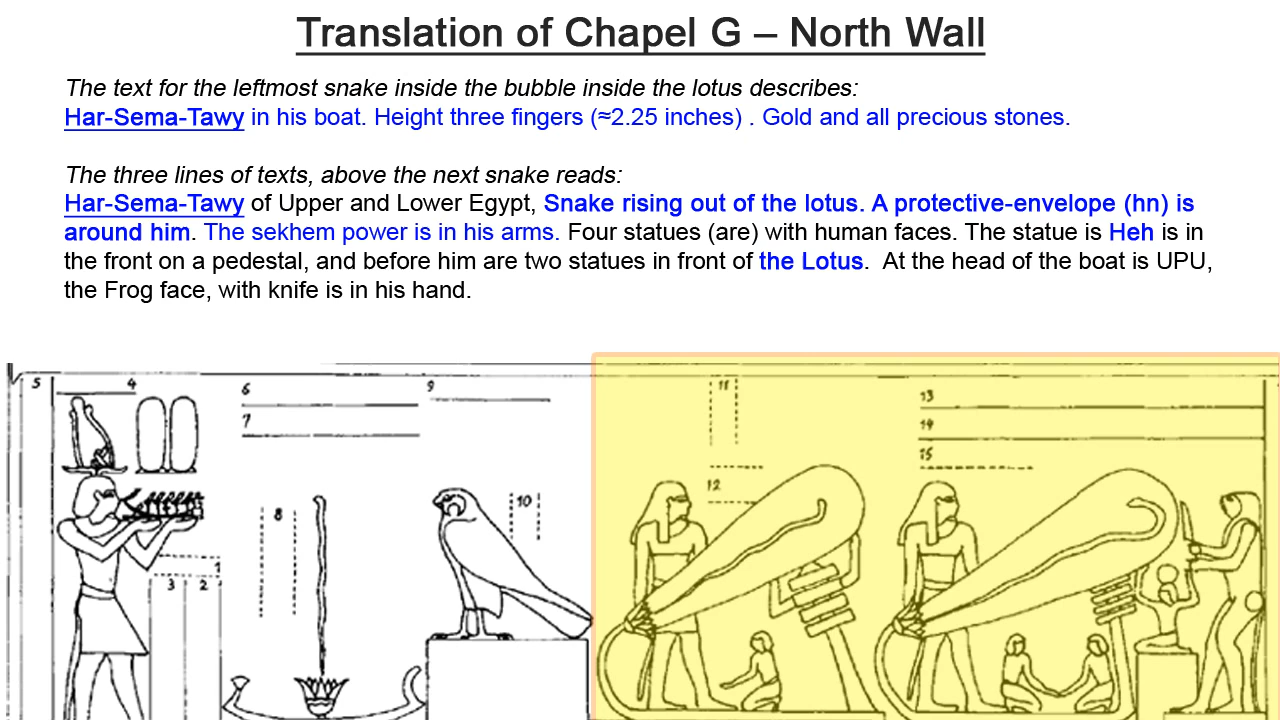 Translation of Chapel G – North Wall
The text for the leftmost snake inside the bubble inside the lotus describes:
Har-Sema-Tawy in his boat. Height three fingers (≈2.25 inches) . Gold and all precious stones.
The three lines of texts, above the next snake reads:
Har-Sema-Tawy of Upper and Lower Egypt, Snake rising out of the lotus. A protective-envelope (hn) is
around him. The sekhem power is in his arms. Four statues (are) with human faces. The statue is Heh is in
the front on a pedestal, and before him are two statues in front of the Lotus. At the head of the boat is UPU,
the Frog face, with knife is in his hand.
5 4 6 9 11 13
7 14
15
12
8 10
1
3 2